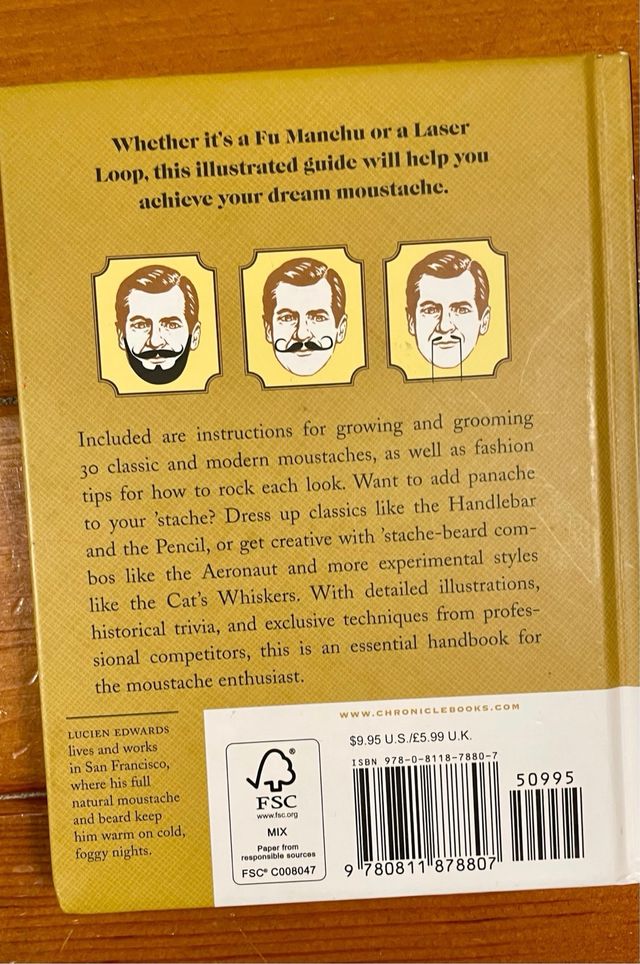 Whether it's a Fu Manchu or a Laser
Loop, this illustrated guide will help you
achieve your dream moustache.
Included are instructions for growing and grooming
30 classic and modern moustaches, as well as fashion
tips for how to rock each look. Want to add panache
to your 'stache? Dress up classics like the Handlebar
and the Pencil, or get creative with 'stache-beard com-
bos like the Aeronaut and more experimental styles
like the Cat's Whiskers. With detailed illustrations,
historical trivia, and exclusive techniques from profes-
sional competitors, this is an essential handbook for
the moustache enthusiast.
LUCIEN EDWARDS
lives and works
in San Francisco,
where his full
natural moustache
and beard keep
him warm on cold,
foggy nights.
WWW.CHRONICLEBOOKS.COM
$9.95 U.S./£5.99 U.K.
ISBN 978-0-8118-7880-7
50995
9 780811 878807
®
FSC
www.fsc.org
MIX
Paper from
responsible sources
FSC® C008047